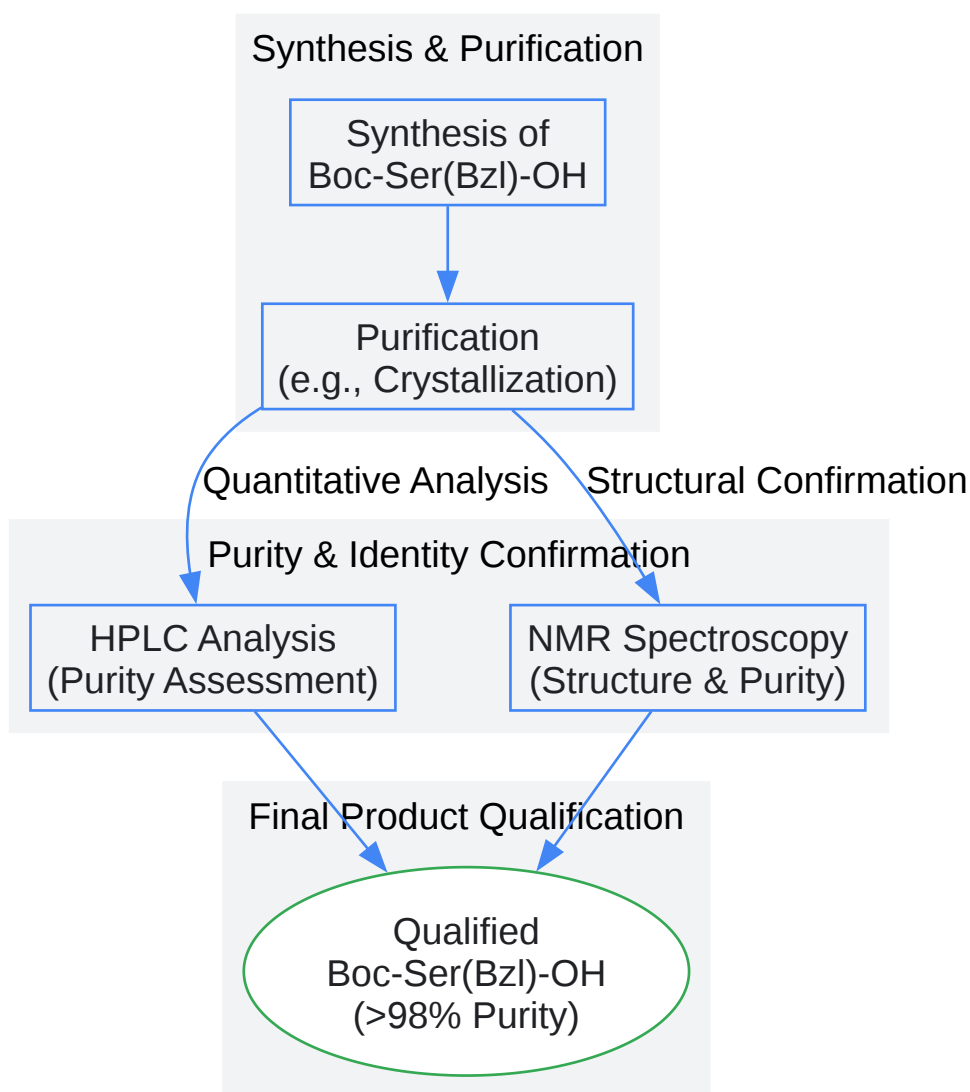 Synthesis & Purification
Synthesis of
Boc-Ser(Bzl)-OH
Purification
(e.g., Crystallization)
Quantitative Analysis
Structural Confirmation
Purity & Identity Confirmation
HPLC Analysis
(Purity Assessment)
NMR Spectroscopy
(Structure & Purity)
Final Product Qualification
Qualified
Boc-Ser(Bzl)-OH
(>98% Purity)